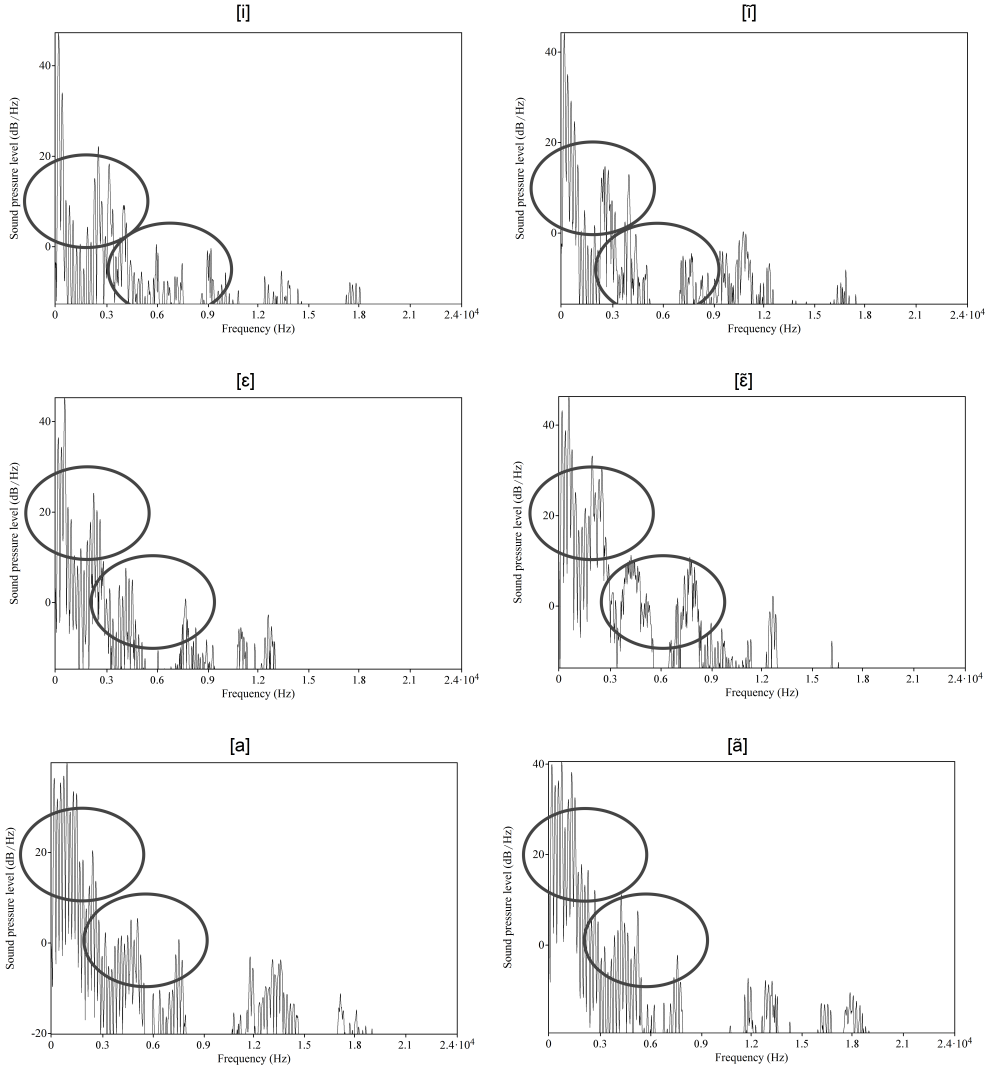 [i]
Sound pressure level (dB/Hz)
40
20
0
0 0.3 0.6 0.9 1.2 1.5 1.8 2.1 2.4·10⁴
Frequency (Hz)
[ĩ]
Sound pressure level (dB/Hz)
40
20
0
0 0.3 0.6 0.9 1.2 1.5 1.8 2.1 2.4·10⁴
Frequency (Hz)
[ɛ]
Sound pressure level (dB/Hz)
40
20
0
0 0.3 0.6 0.9 1.2 1.5 1.8 2.1 2.4·10⁴
Frequency (Hz)
[ɛ̃]
Sound pressure level (dB/Hz)
40
20
0
0 0.3 0.6 0.9 1.2 1.5 1.8 2.1 2.4·10⁴
Frequency (Hz)
[a]
Sound pressure level (dB/Hz)
20
0
-20
0 0.3 0.6 0.9 1.2 1.5 1.8 2.1 2.4·10⁴
Frequency (Hz)
[ã]
Sound pressure level (dB/Hz)
40
20
0
0 0.3 0.6 0.9 1.2 1.5 1.8 2.1 2.4·10⁴
Frequency (Hz)